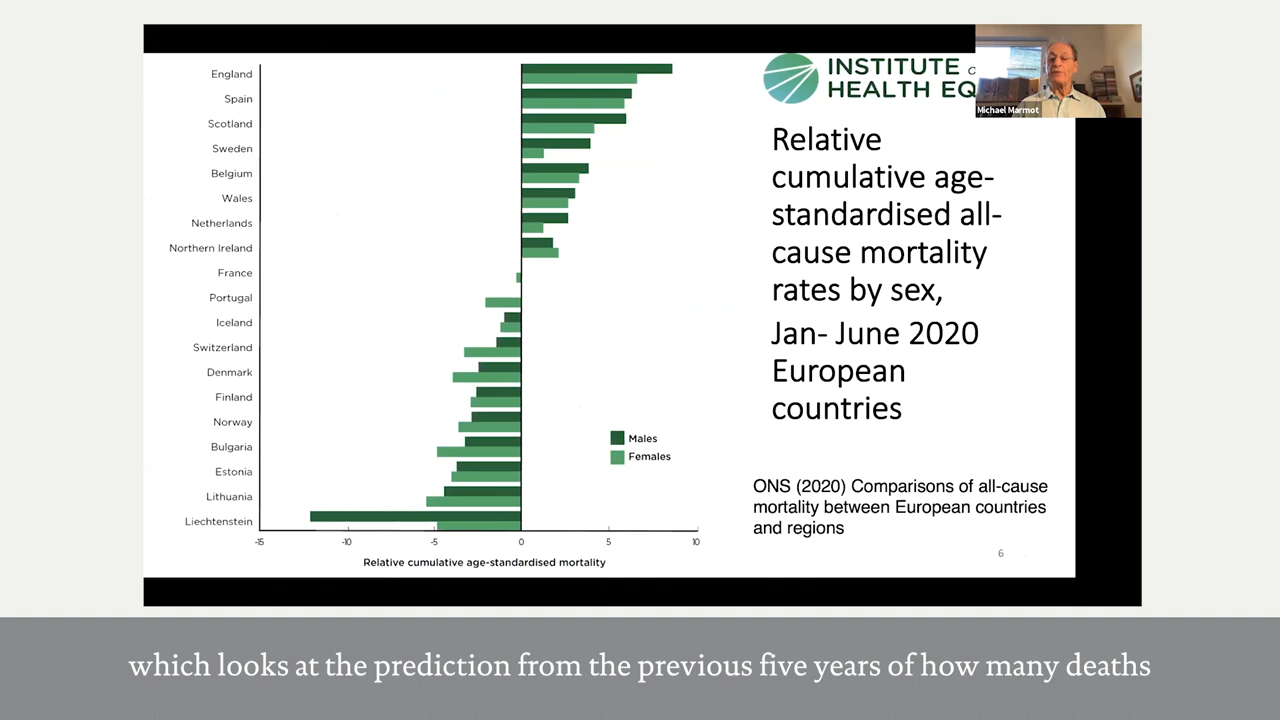 England
Spain
Scotland
Sweden
Belgium
Wales
Netherlands
Northern Ireland
France
Portugal
Iceland
Switzerland
Denmark
Finland
Norway
Bulgaria
Estonia
Lithuania
Liechtenstein
-15 -10 -5 0 5 10
Relative cumulative age-standardised mortality
Males
Females
INSTITUTE
HEALTH EQ
Michael Marmot
Relative
cumulative age-
standardised all-
cause mortality
rates by sex,
Jan- June 2020
European
countries
ONS (2020) Comparisons of all-cause
mortality between European countries
and regions
6
which looks at the prediction from the previous five years of how many deaths